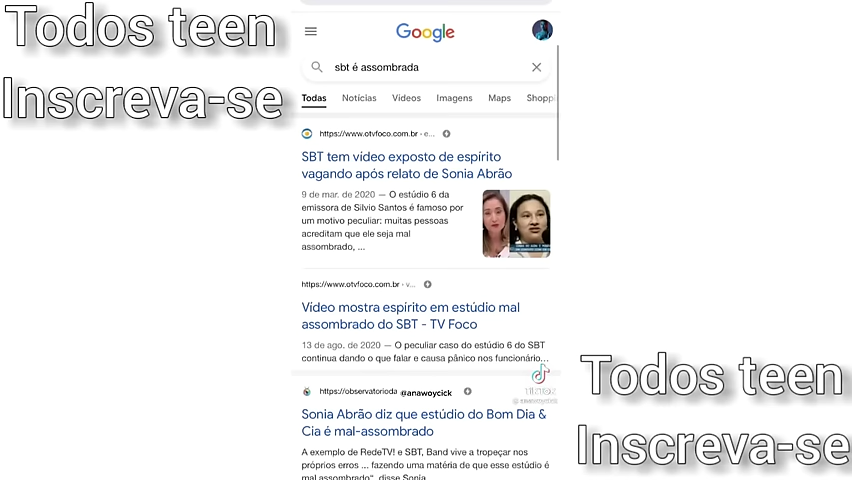 Todos teen
Inscreva-se
Google
sbt é assombrada
Todas Notícias Vídeos Imagens Maps Shoppi
https://www.otvfoco.com.br › e...
SBT tem vídeo exposto de espírito
vagando após relato de Sonia Abrão
9 de mar. de 2020 — O estúdio 6 da
emissora de Silvio Santos é famoso por
um motivo peculiar: muitas pessoas
acreditam que ele seja mal
assombrado, ...
https://www.otvfoco.com.br › v...
Vídeo mostra espírito em estúdio mal
assombrado do SBT - TV Foco
13 de ago. de 2020 — O peculiar caso do estúdio 6 do SBT
continua dando o que falar e causa pânico nos funcionário...
https://observatorioda
@anawoycick
Sonia Abrão diz que estúdio do Bom Dia &
Cia é mal-assombrado
A exemplo de RedeTV! e SBT, Band vive a tropeçar nos
próprios erros ... fazendo uma matéria de que esse estúdio é
mal assombrado", disse Sonia
Todos teen
Inscreva-se